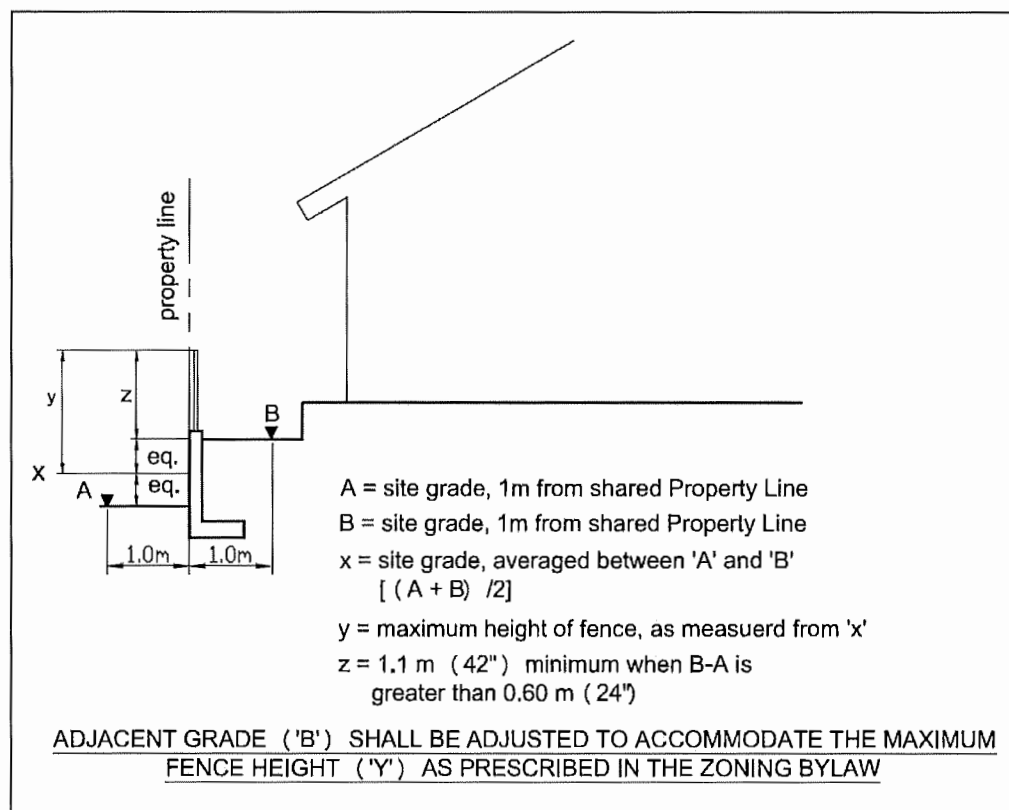 property line
y
z
B
X
eq.
A
eq.
1.0m
1.0m
A = site grade, 1m from shared Property Line
B = site grade, 1m from shared Property Line
x = site grade, averaged between 'A' and 'B'
[ (A + B) /2]
y = maximum height of fence, as measuerd from 'x'
z = 1.1 m (42") minimum when B-A is
greater than 0.60 m (24")
ADJACENT GRADE ('B') SHALL BE ADJUSTED TO ACCOMMODATE THE MAXIMUM
FENCE HEIGHT ('Y') AS PRESCRIBED IN THE ZONING BYLAW